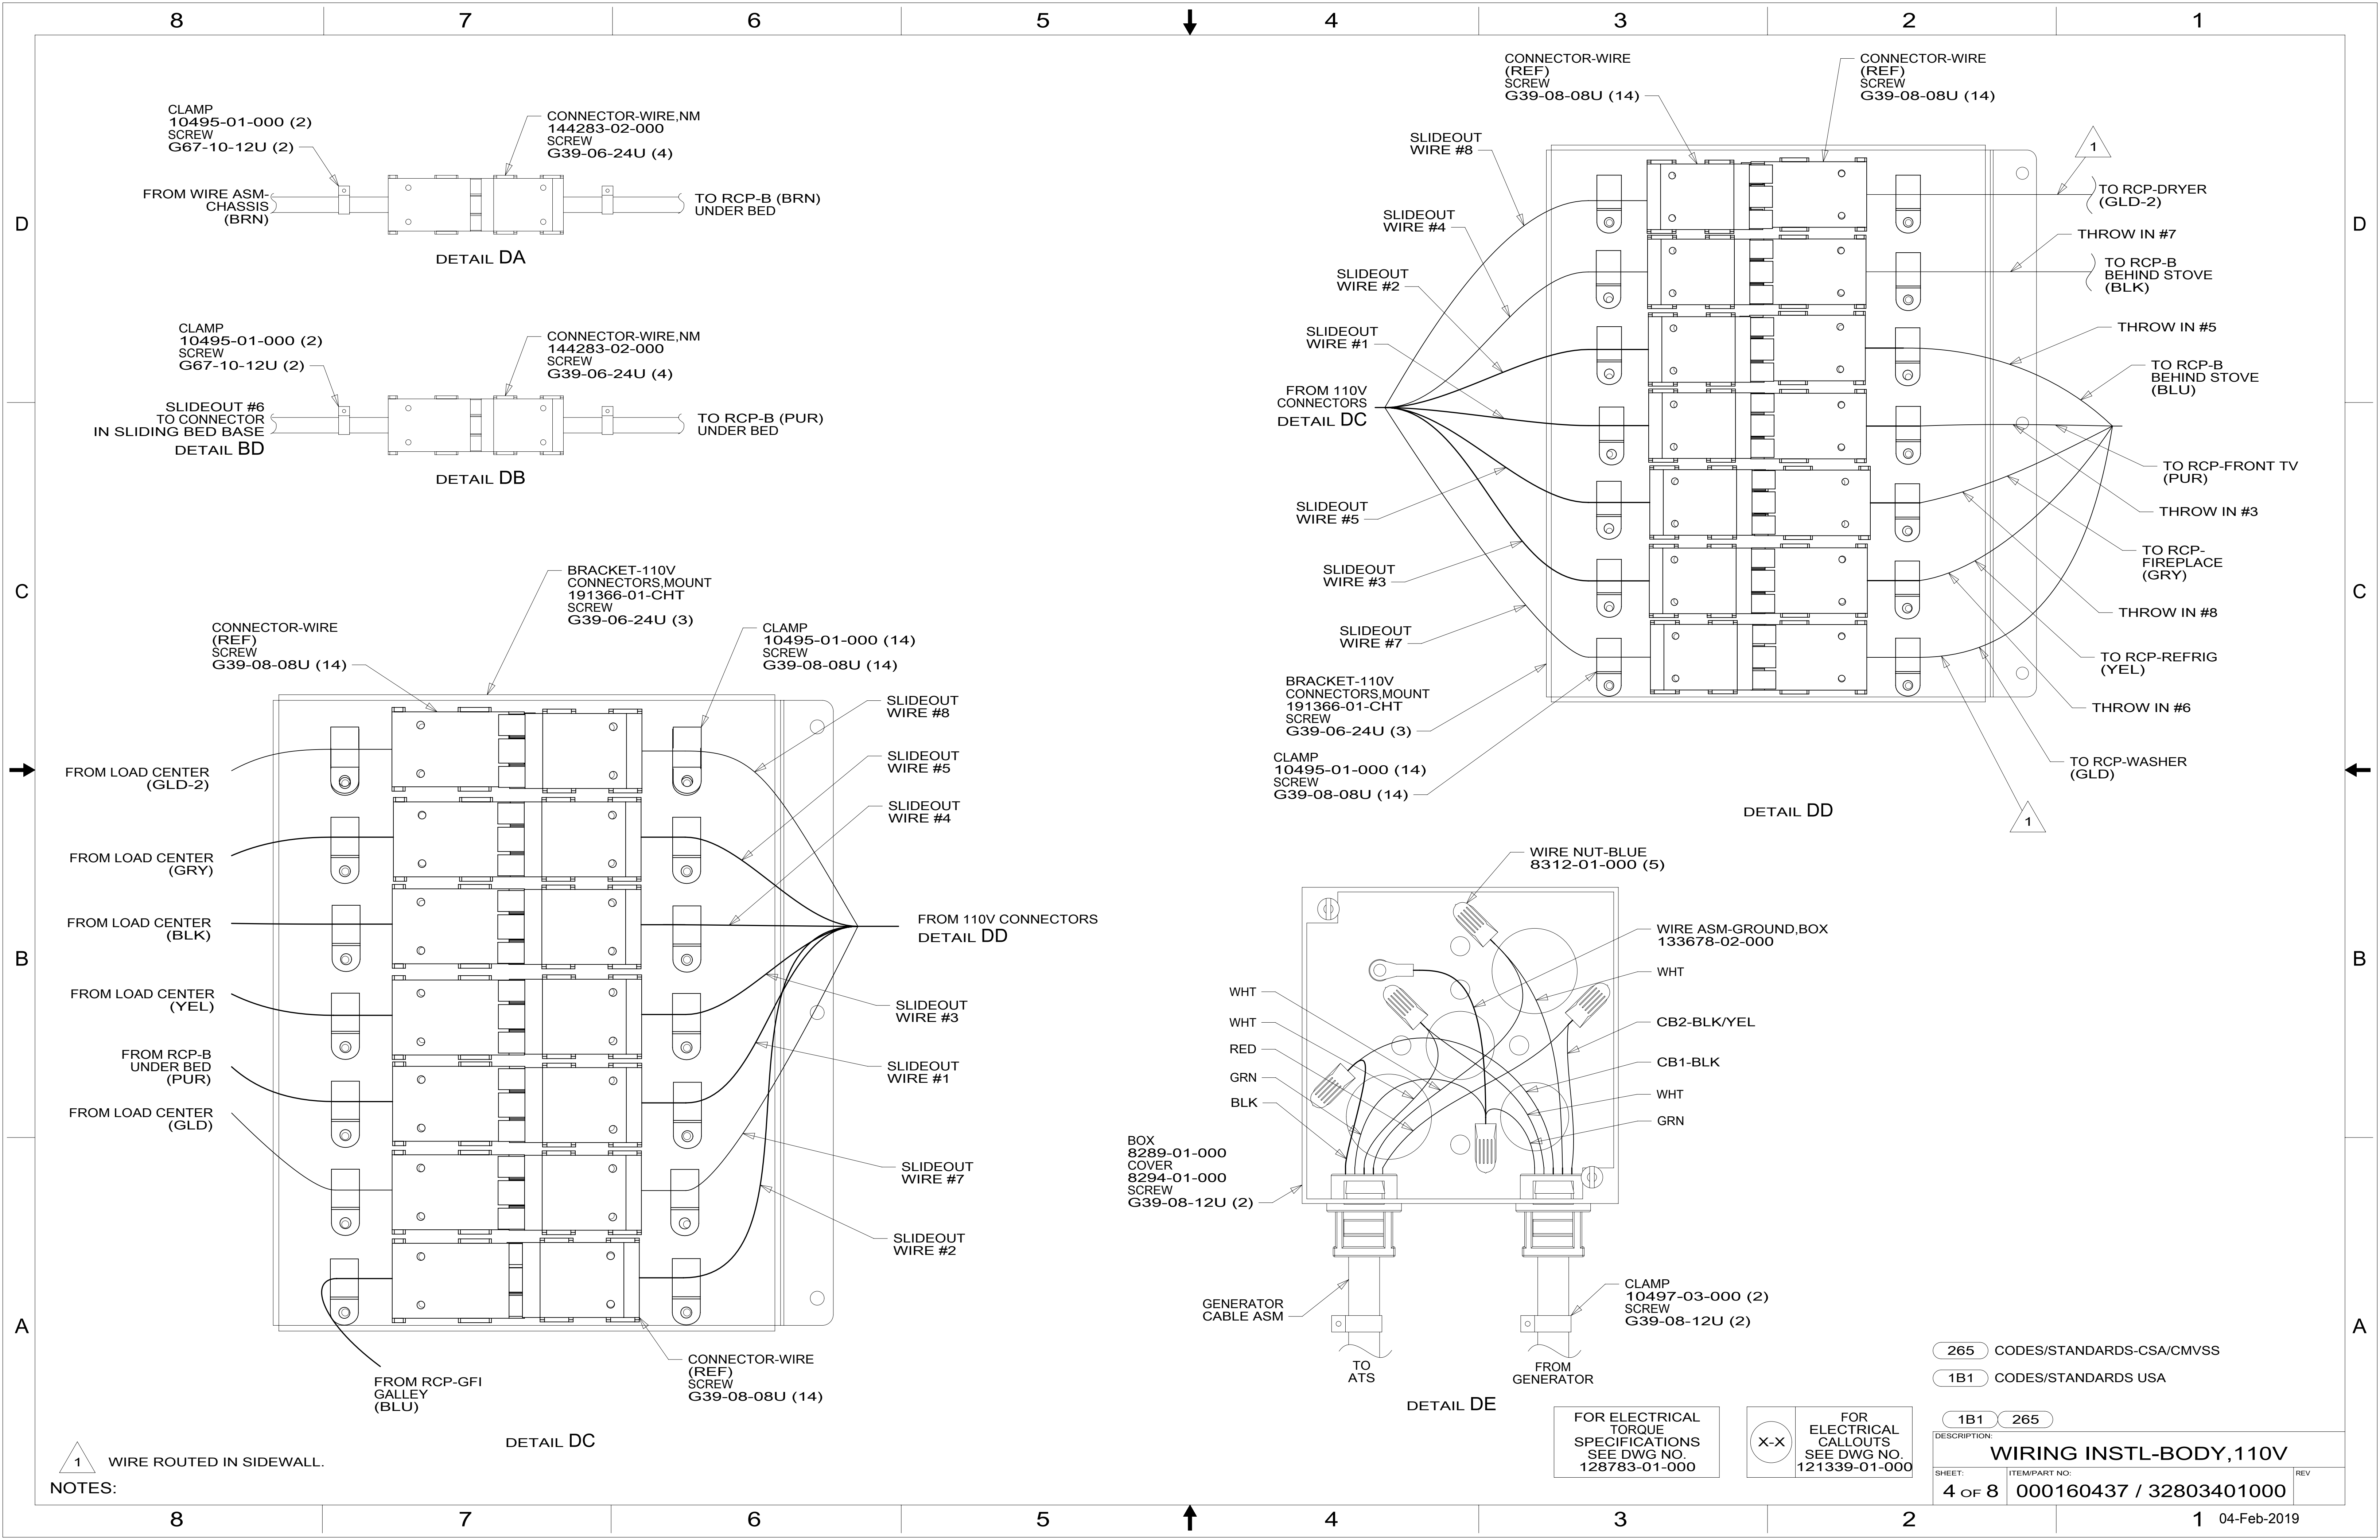 8 7 6 5 4 3 2 1
D
C
B
A
CLAMP
10495-01-000 (2)
SCREW
G67-10-12U (2)
CONNECTOR-WIRE,NM
144283-02-000
SCREW
G39-06-24U (4)
FROM WIRE ASM-
CHASSIS
(BRN)
TO RCP-B (BRN)
UNDER BED
DETAIL DA
CLAMP
10495-01-000 (2)
SCREW
G67-10-12U (2)
CONNECTOR-WIRE,NM
144283-02-000
SCREW
G39-06-24U (4)
SLIDEOUT #6
TO CONNECTOR
IN SLIDING BED BASE
DETAIL BD
TO RCP-B (PUR)
UNDER BED
DETAIL DB
BRACKET-110V
CONNECTORS,MOUNT
191366-01-CHT
SCREW
G39-06-24U (3)
CONNECTOR-WIRE
(REF)
SCREW
G39-08-08U (14)
CLAMP
10495-01-000 (14)
SCREW
G39-08-08U (14)
FROM LOAD CENTER
(GLD-2)
FROM LOAD CENTER
(GRY)
FROM LOAD CENTER
(BLK)
FROM LOAD CENTER
(YEL)
FROM RCP-B
UNDER BED
(PUR)
FROM LOAD CENTER
(GLD)
FROM RCP-GFI
GALLEY
(BLU)
SLIDEOUT
WIRE #8
SLIDEOUT
WIRE #5
SLIDEOUT
WIRE #4
FROM 110V CONNECTORS
DETAIL DD
SLIDEOUT
WIRE #3
SLIDEOUT
WIRE #1
SLIDEOUT
WIRE #7
SLIDEOUT
WIRE #2
CONNECTOR-WIRE
(REF)
SCREW
G39-08-08U (14)
DETAIL DC
CONNECTOR-WIRE
(REF)
SCREW
G39-08-08U (14)
CONNECTOR-WIRE
(REF)
SCREW
G39-08-08U (14)
SLIDEOUT
WIRE #8
SLIDEOUT
WIRE #4
SLIDEOUT
WIRE #2
SLIDEOUT
WIRE #1
FROM 110V
CONNECTORS
DETAIL DC
SLIDEOUT
WIRE #5
SLIDEOUT
WIRE #3
SLIDEOUT
WIRE #7
BRACKET-110V
CONNECTORS,MOUNT
191366-01-CHT
SCREW
G39-06-24U (3)
CLAMP
10495-01-000 (14)
SCREW
G39-08-08U (14)
1
TO RCP-DRYER
(GLD-2)
THROW IN #7
TO RCP-B
BEHIND STOVE
(BLK)
THROW IN #5
TO RCP-B
BEHIND STOVE
(BLU)
TO RCP-FRONT TV
(PUR)
THROW IN #3
TO RCP-
FIREPLACE
(GRY)
THROW IN #8
TO RCP-REFRIG
(YEL)
THROW IN #6
TO RCP-WASHER
(GLD)
1
DETAIL DD
WIRE NUT-BLUE
8312-01-000 (5)
WIRE ASM-GROUND,BOX
133678-02-000
WHT
CB2-BLK/YEL
CB1-BLK
WHT
GRN
WHT
WHT
RED
GRN
BLK
BOX
8289-01-000
COVER
8294-01-000
SCREW
G39-08-12U (2)
GENERATOR
CABLE ASM
CLAMP
10497-03-000 (2)
SCREW
G39-08-12U (2)
TO
ATS
FROM
GENERATOR
DETAIL DE
265 CODES/STANDARDS-CSA/CMVSS
1B1 CODES/STANDARDS USA
FOR ELECTRICAL
TORQUE
SPECIFICATIONS
SEE DWG NO.
128783-01-000
X-X
FOR
ELECTRICAL
CALLOUTS
SEE DWG NO.
121339-01-000
1B1 265
DESCRIPTION:
WIRING INSTL-BODY,110V
SHEET:
4 OF 8
ITEM/PART NO:
000160437 / 32803401000
REV
1 WIRE ROUTED IN SIDEWALL.
NOTES:
D
C
B
A
8 7 6 5 4 3 2 1
04-Feb-2019